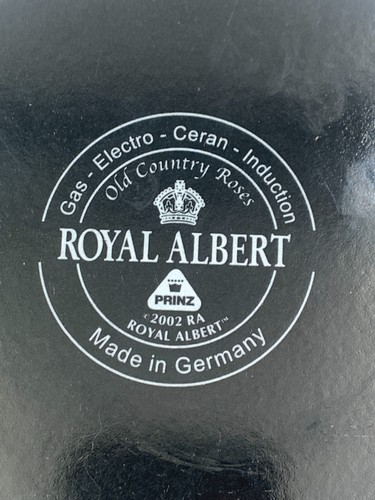 Gas - Electro - Ceran - Induction
Old Country Roses
ROYAL ALBERT
PRINZ
©2002 RA
ROYAL ALBERT™
Made in Germany